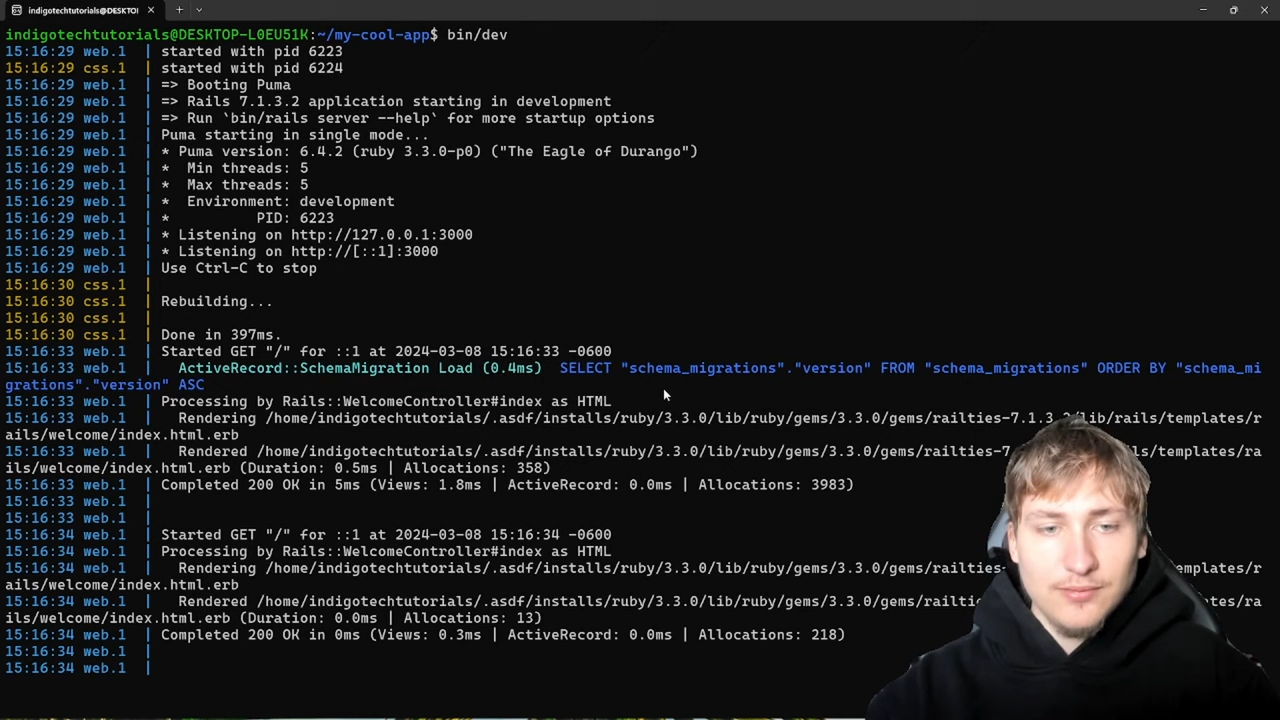 indigotechtutorials@DESKTO
indigotechtutorials@DESKTOP-L0EU51K:~/my-cool-app$ bin/dev
15:16:29 web.1  | started with pid 6223
15:16:29 css.1  | started with pid 6224
15:16:29 web.1  | => Booting Puma
15:16:29 web.1  | => Rails 7.1.3.2 application starting in development
15:16:29 web.1  | => Run `bin/rails server --help` for more startup options
15:16:29 web.1  | Puma starting in single mode...
15:16:29 web.1  | * Puma version: 6.4.2 (ruby 3.3.0-p0) ("The Eagle of Durango")
15:16:29 web.1  | *  Min threads: 5
15:16:29 web.1  | *  Max threads: 5
15:16:29 web.1  | *  Environment: development
15:16:29 web.1  | *          PID: 6223
15:16:29 web.1  | * Listening on http://127.0.0.1:3000
15:16:29 web.1  | * Listening on http://[::1]:3000
15:16:29 web.1  | Use Ctrl-C to stop
15:16:30 css.1  |
15:16:30 css.1  | Rebuilding...
15:16:30 css.1  |
15:16:30 css.1  | Done in 397ms.
15:16:33 web.1  | Started GET "/" for ::1 at 2024-03-08 15:16:33 -0600
15:16:33 web.1  |   ActiveRecord::SchemaMigration Load (0.4ms)  SELECT "schema_migrations"."version" FROM "schema_migrations" ORDER BY "schema_mi
grations"."version" ASC
15:16:33 web.1  | Processing by Rails::WelcomeController#index as HTML
15:16:33 web.1  |   Rendering /home/indigotechtutorials/.asdf/installs/ruby/3.3.0/lib/ruby/gems/3.3.0/gems/railties-7.1.3.2/lib/rails/templates/r
ails/welcome/index.html.erb
15:16:33 web.1  |   Rendered /home/indigotechtutorials/.asdf/installs/ruby/3.3.0/lib/ruby/gems/3.3.0/gems/railties-7 s/templates/ra
ils/welcome/index.html.erb (Duration: 0.5ms | Allocations: 358)
15:16:33 web.1  | Completed 200 OK in 5ms (Views: 1.8ms | ActiveRecord: 0.0ms | Allocations: 3983)
15:16:33 web.1  |
15:16:33 web.1  |
15:16:34 web.1  | Started GET "/" for ::1 at 2024-03-08 15:16:34 -0600
15:16:34 web.1  | Processing by Rails::WelcomeController#index as HTML
15:16:34 web.1  |   Rendering /home/indigotechtutorials/.asdf/installs/ruby/3.3.0/lib/ruby/gems/3.3.0/gems/railties- emplates/r
ails/welcome/index.html.erb
15:16:34 web.1  |   Rendered /home/indigotechtutorials/.asdf/installs/ruby/3.3.0/lib/ruby/gems/3.3.0/gems/railtie tes/ra
ils/welcome/index.html.erb (Duration: 0.0ms | Allocations: 13)
15:16:34 web.1  | Completed 200 OK in 0ms (Views: 0.3ms | ActiveRecord: 0.0ms | Allocations: 218)
15:16:34 web.1  |
15:16:34 web.1  |